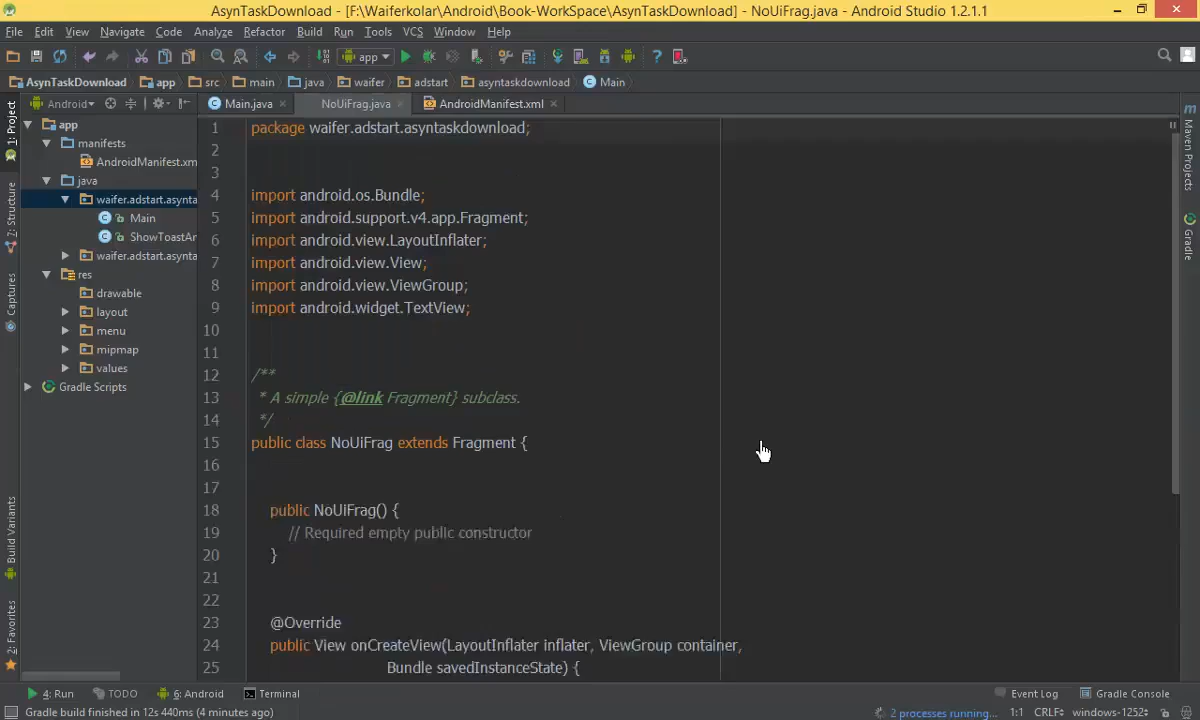 AsynTaskDownload - [F:\Waiferkolar\Android\Book-WorkSpace\AsynTaskDownload] - NoUiFrag.java - Android Studio 1.2.1.1
File Edit View Navigate Code Analyze Refactor Build Run Tools VCS Window Help
app
AsynTaskDownload app src main java waifer adstart asyntaskdownload Main
Android Main.java NoUiFrag.java AndroidManifest.xml
1: Project
7: Structure
Captures
Build Variants
2: Favorites
app
manifests
AndroidManifest.xm
java
waifer.adstart.asynta
Main
ShowToastAr
waifer.adstart.asynta
res
drawable
layout
menu
mipmap
values
Gradle Scripts
1 package waifer.adstart.asyntaskdownload;
2
3
4 import android.os.Bundle;
5 import android.support.v4.app.Fragment;
6 import android.view.LayoutInflater;
7 import android.view.View;
8 import android.view.ViewGroup;
9 import android.widget.TextView;
10
11
12 /**
13 * A simple {@link Fragment} subclass.
14 */
15 public class NoUiFrag extends Fragment {
16
17
18 public NoUiFrag() {
19 // Required empty public constructor
20 }
21
22
23 @Override
24 public View onCreateView(LayoutInflater inflater, ViewGroup container,
25 Bundle savedInstanceState) {
Maven Projects
Gradle
4: Run TODO 6: Android Terminal Event Log Gradle Console
Gradle build finished in 12s 440ms (4 minutes ago) 2 processes running... 1:1 CRLF÷ windows-1252÷